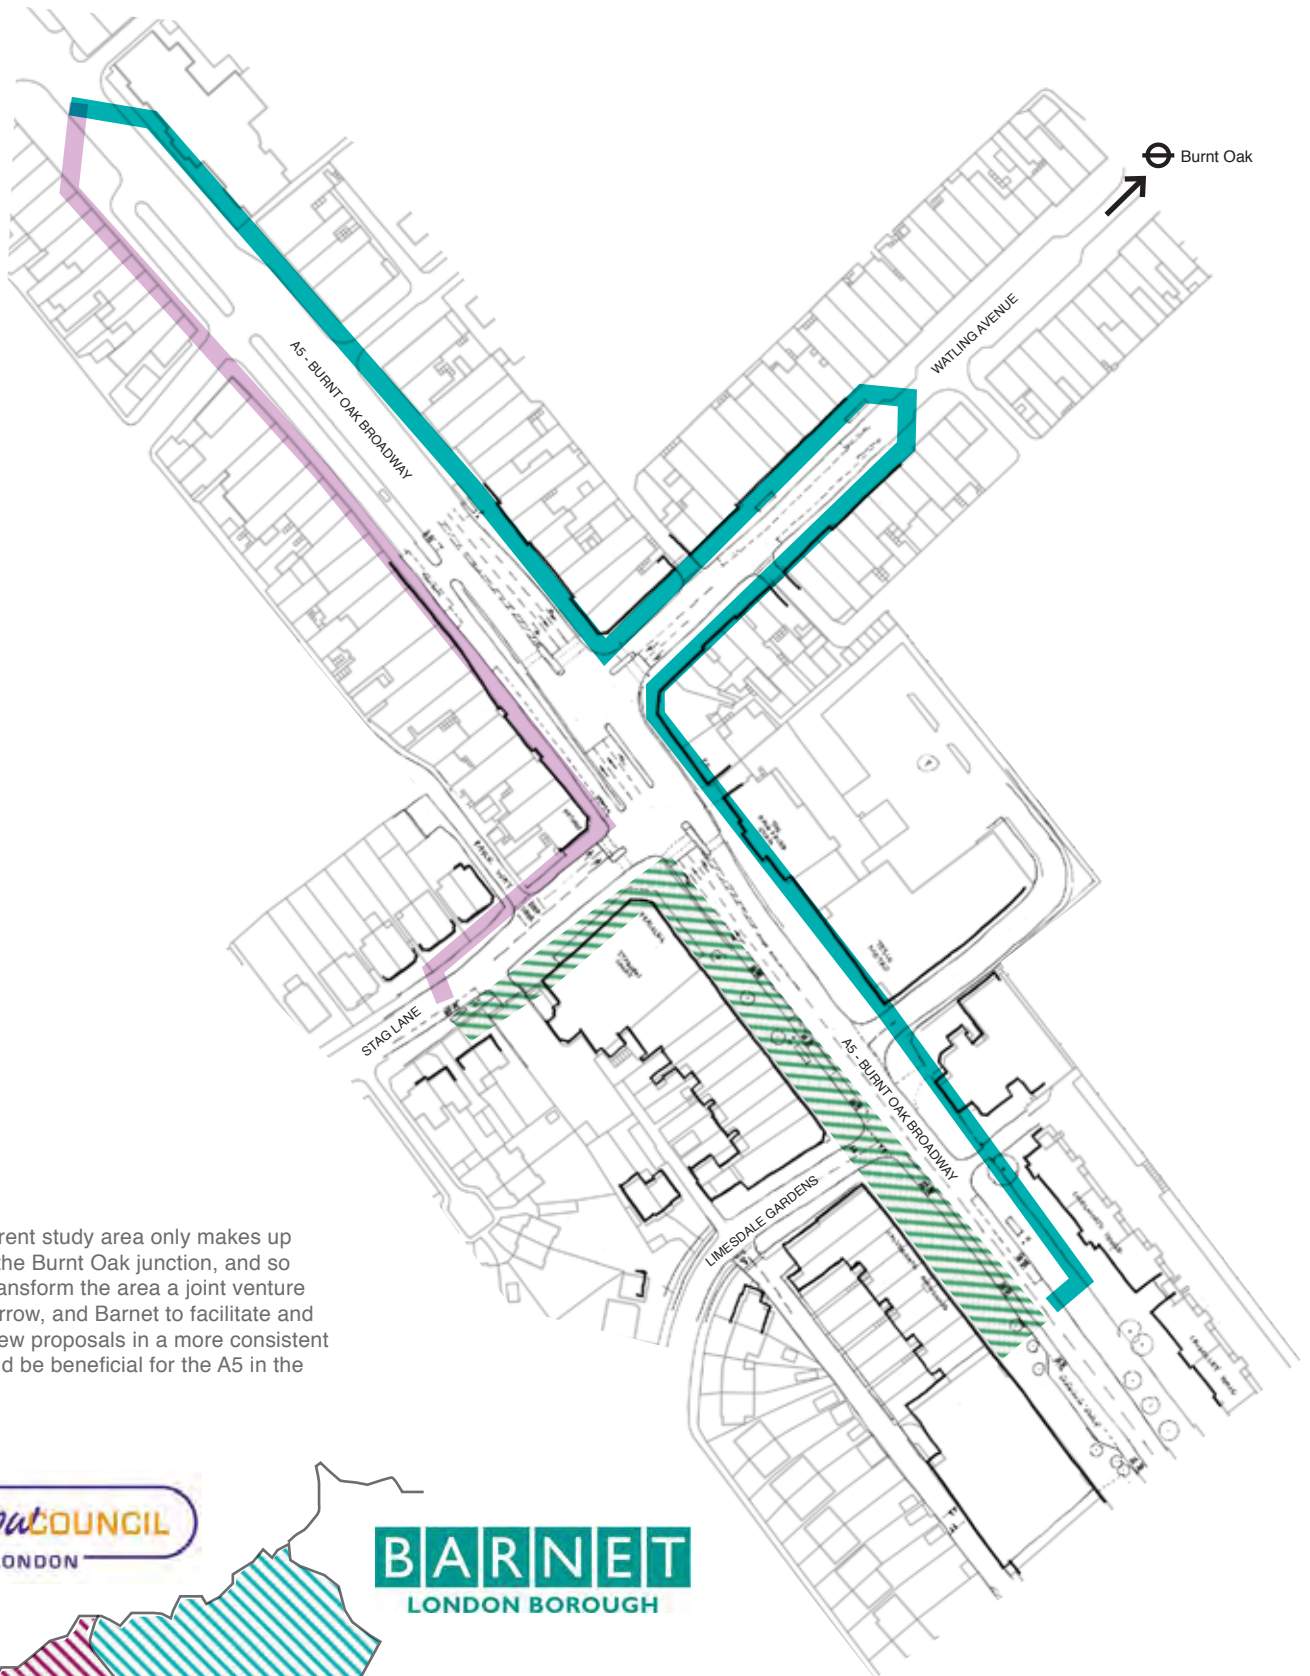 Burnt Oak
WATLING AVENUE
A5 - BURNT OAK BROADWAY
STAG LANE
A5 - BURNT OAK BROADWAY
LIMESDALE GARDENS
rent study area only makes up
the Burnt Oak junction, and so
ansform the area a joint venture
rrow, and Barnet to facilitate and
ew proposals in a more consistent
d be beneficial for the A5 in the
COUNCIL
ONDON
BARNET
LONDON BOROUGH